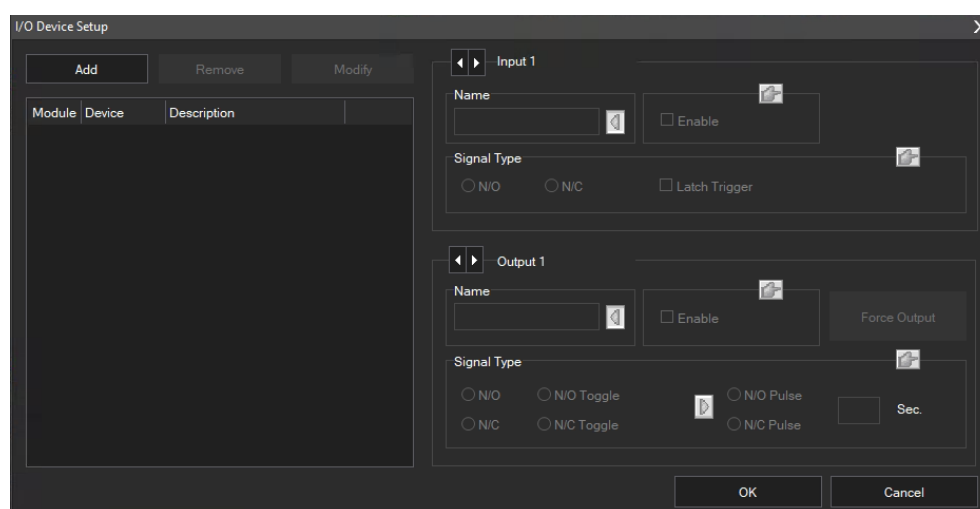 I/O Device Setup
X
Add
Remove
Modify
Module
Device
Description
Input 1
Name
Enable
Signal Type
N/O
N/C
Latch Trigger
Output 1
Name
Enable
Force Output
Signal Type
N/O
N/O Toggle
N/O Pulse
N/C
N/C Toggle
N/C Pulse
Sec.
OK
Cancel